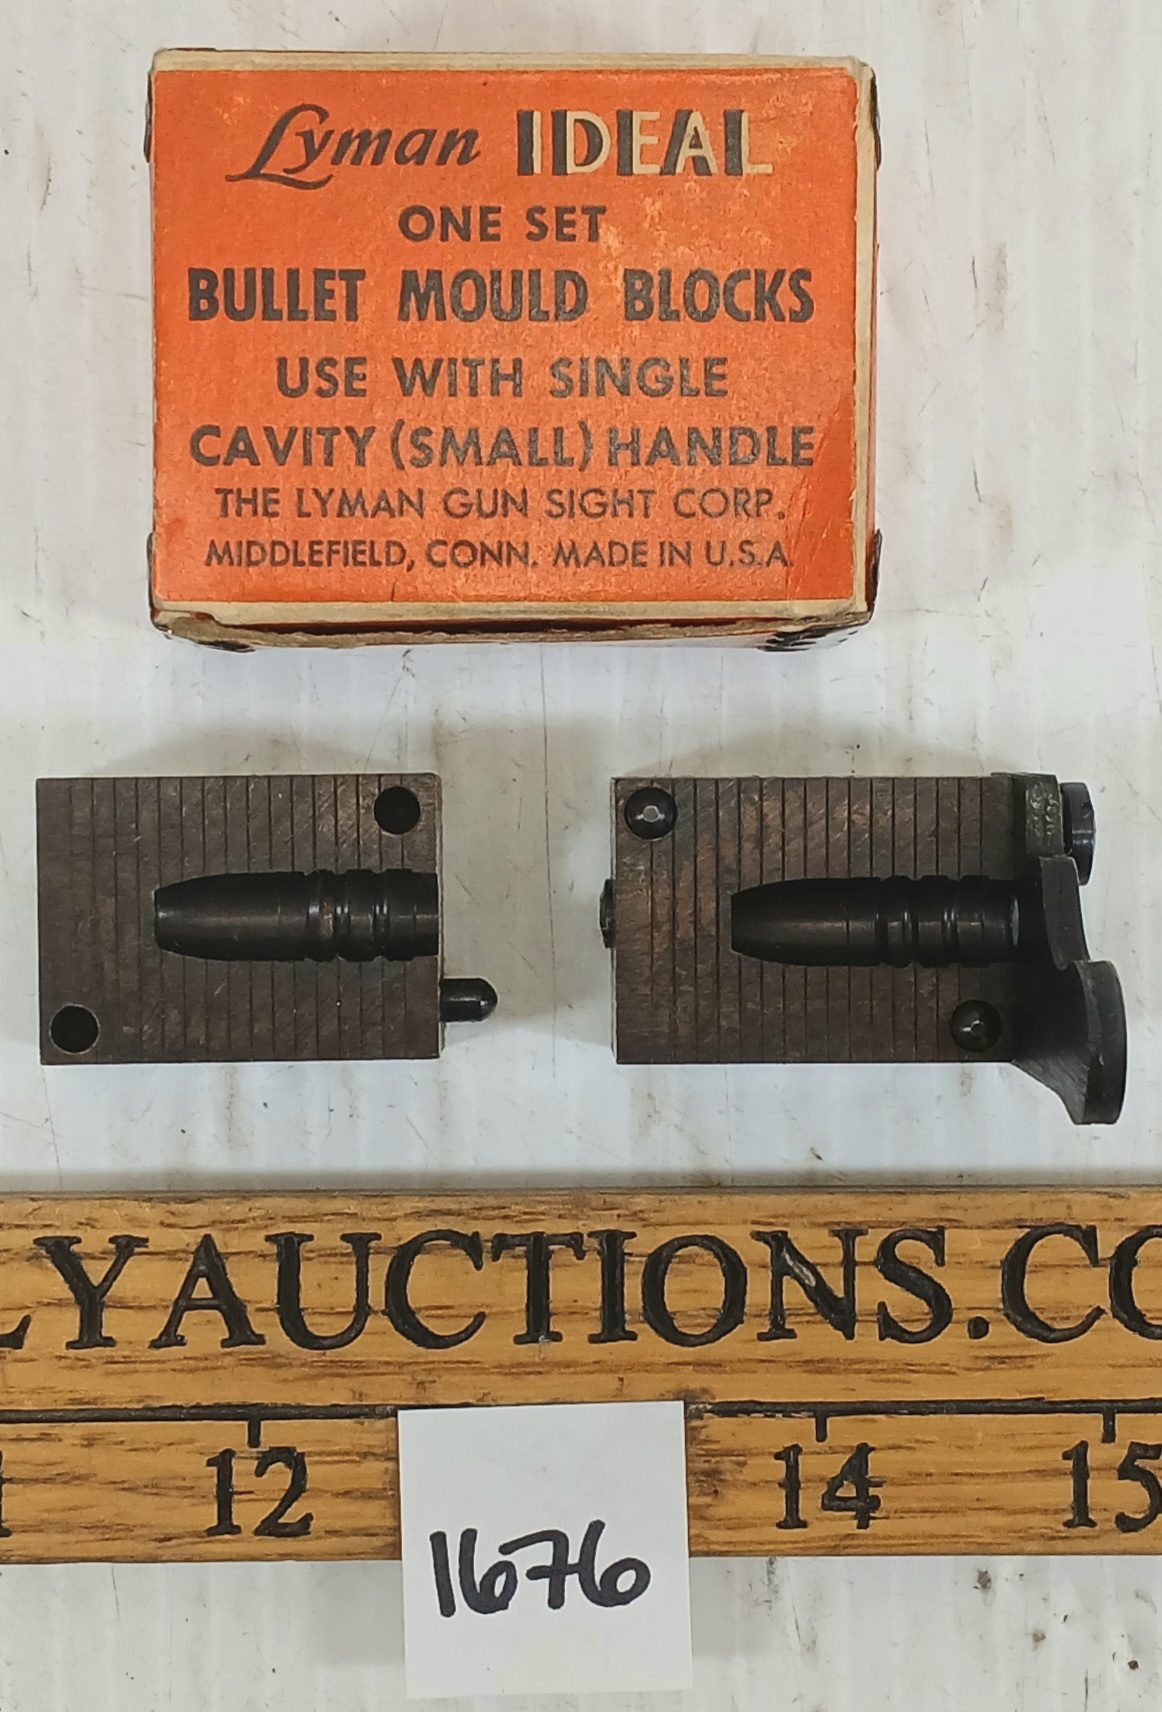 Lyman IDEAL
ONE SET
BULLET MOULD BLOCKS
USE WITH SINGLE
CAVITY (SMALL) HANDLE
THE LYMAN GUN SIGHT CORP.
MIDDLEFIELD, CONN. MADE IN U.S.A.
LYAUCTIONS.CO
12 14 15
1676